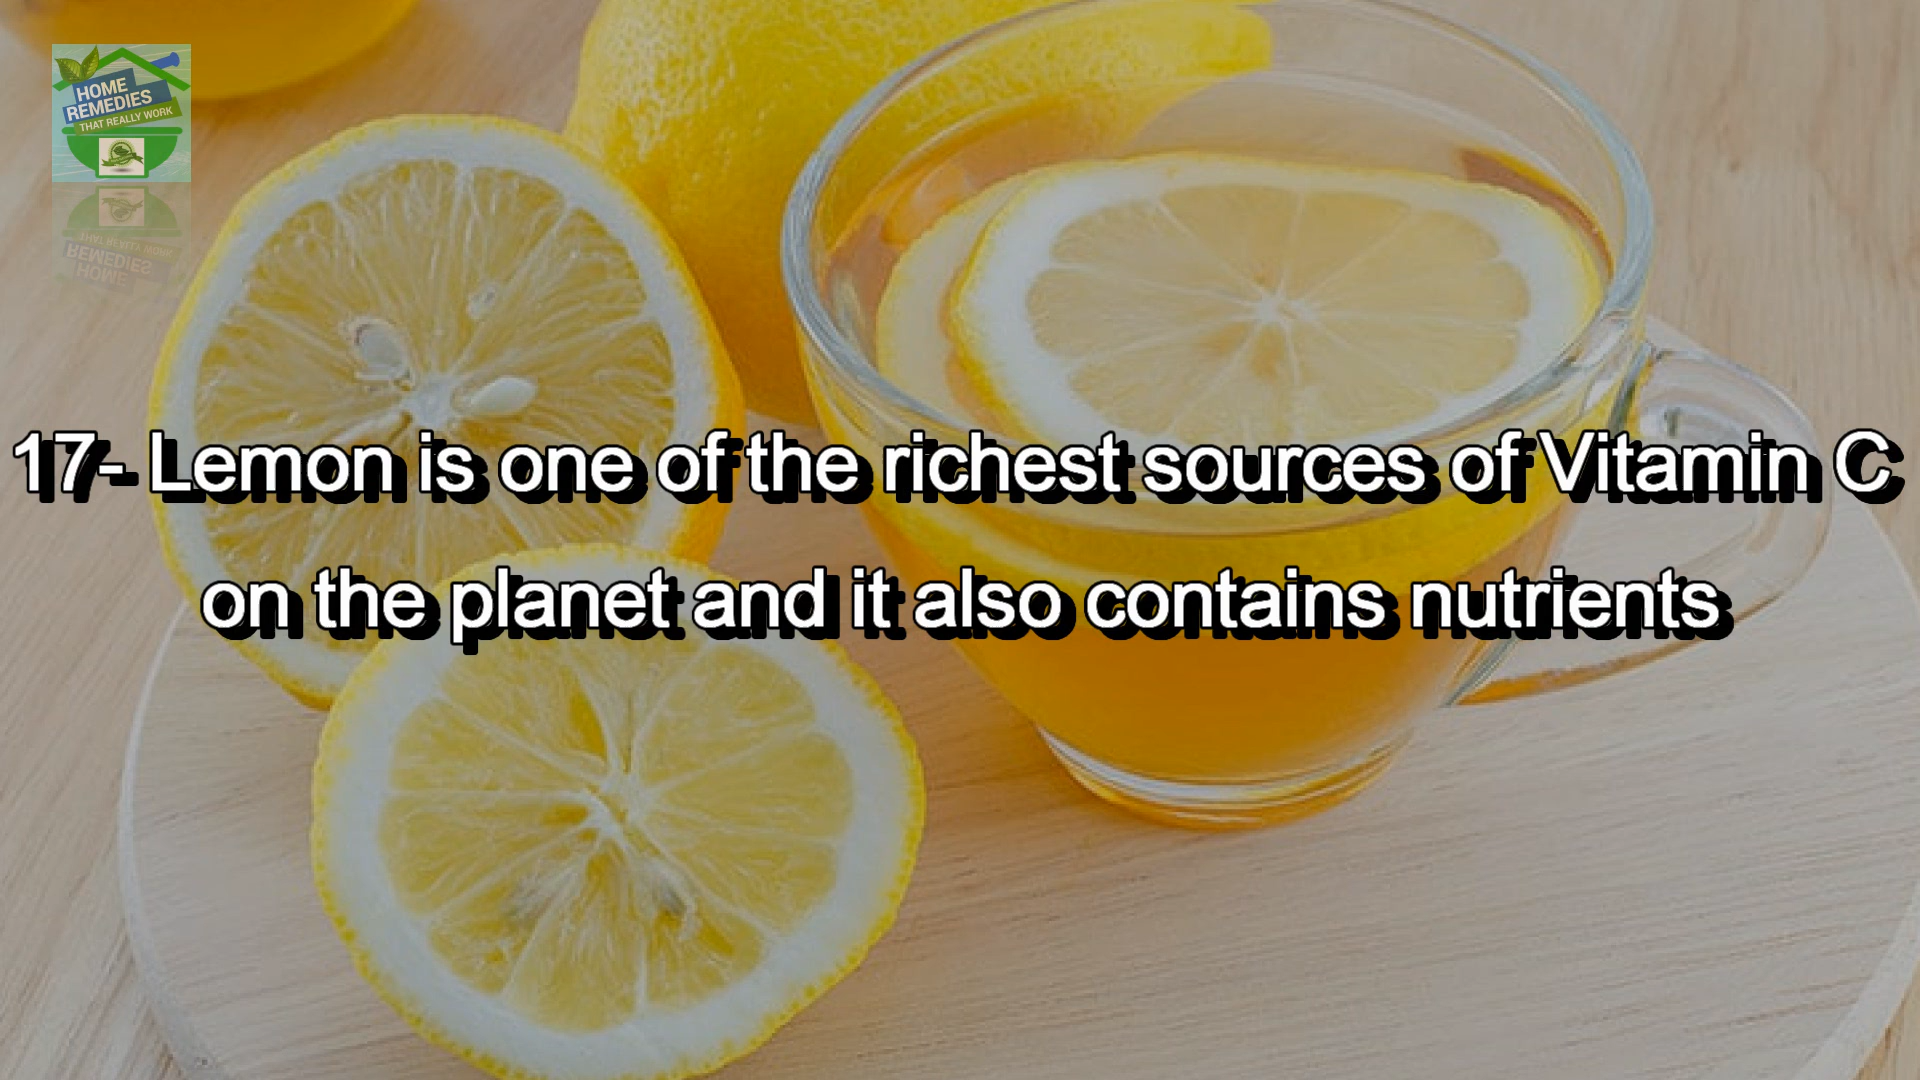 HOME
REMEDIES
THAT REALLY WORK
17- Lemon is one of the richest sources of Vitamin C
on the planet and it also contains nutrients